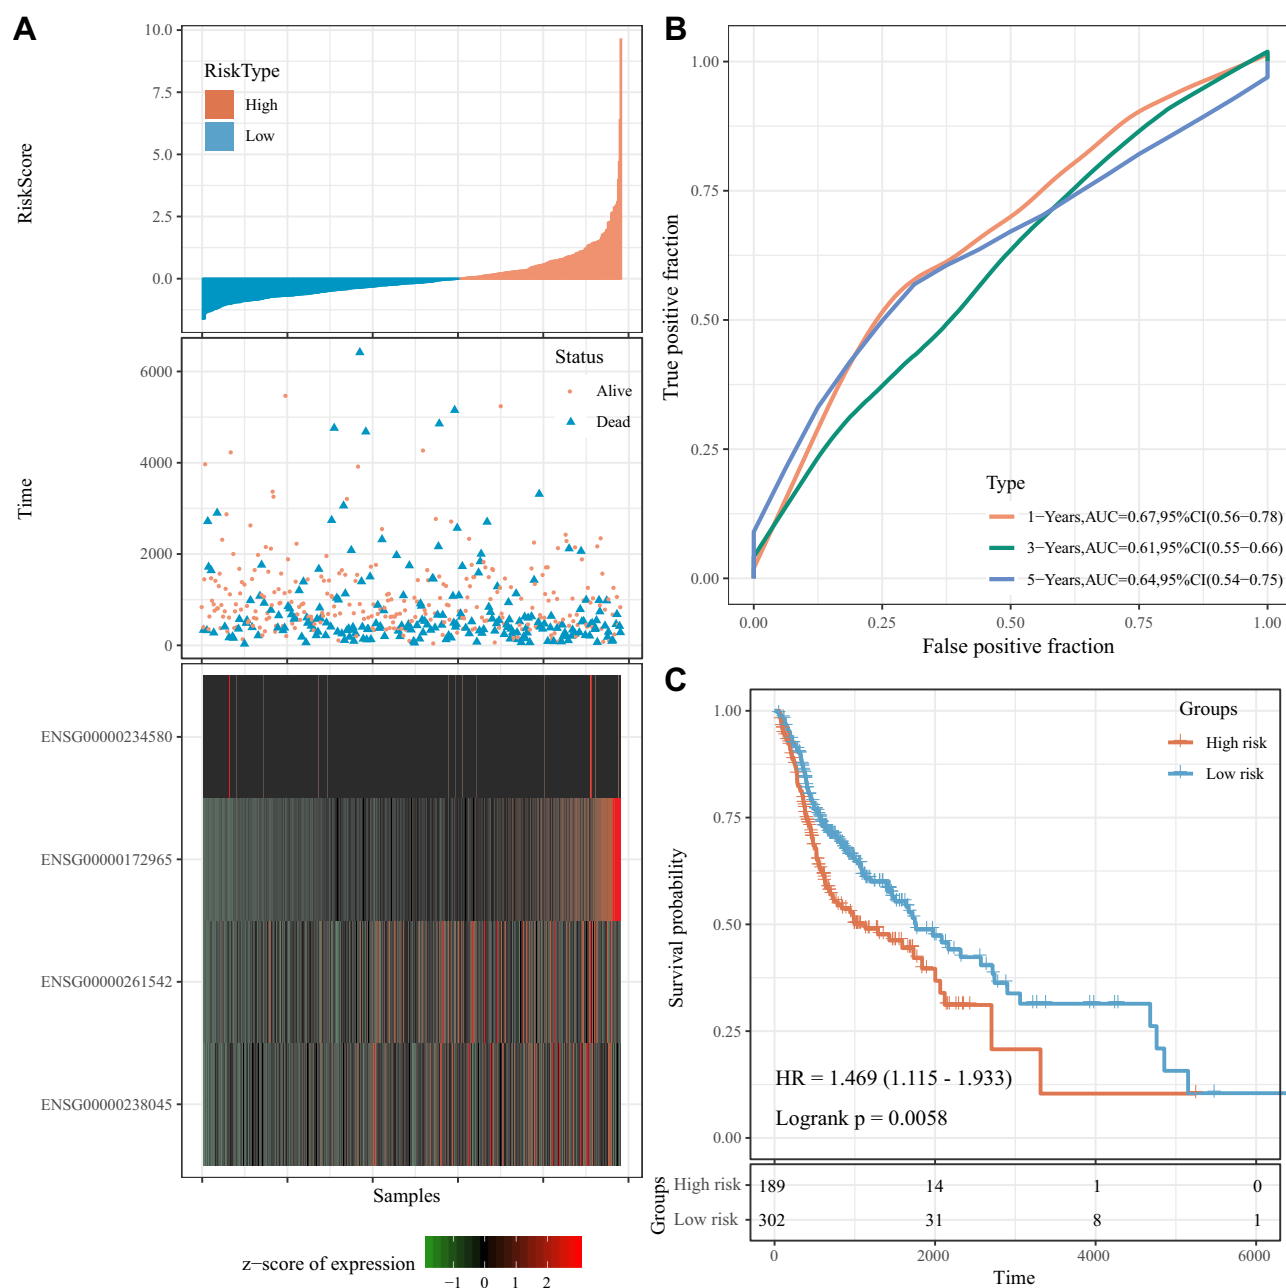 A
10.0
7.5
5.0
2.5
0.0
RiskScore
RiskType
High
Low
6000
4000
2000
0
Time
Status
Alive
Dead
ENSG00000234580
ENSG00000172965
ENSG00000261542
ENSG00000238045
Samples
z−score of expression
−1 0 1 2
B
1.00
0.75
0.50
0.25
0.00
True positive fraction
Type
1−Years,AUC=0.67,95%CI(0.56−0.78)
3−Years,AUC=0.61,95%CI(0.55−0.66)
5−Years,AUC=0.64,95%CI(0.54−0.75)
0.00 0.25 0.50 0.75 1.00
False positive fraction
C
1.00
0.75
0.50
0.25
0.00
Survival probability
Groups
High risk
Low risk
HR = 1.469 (1.115 - 1.933)
Logrank p = 0.0058
Groups
High risk 189 14 1 0
Low risk 302 31 8 1
0 2000 4000 6000
Time